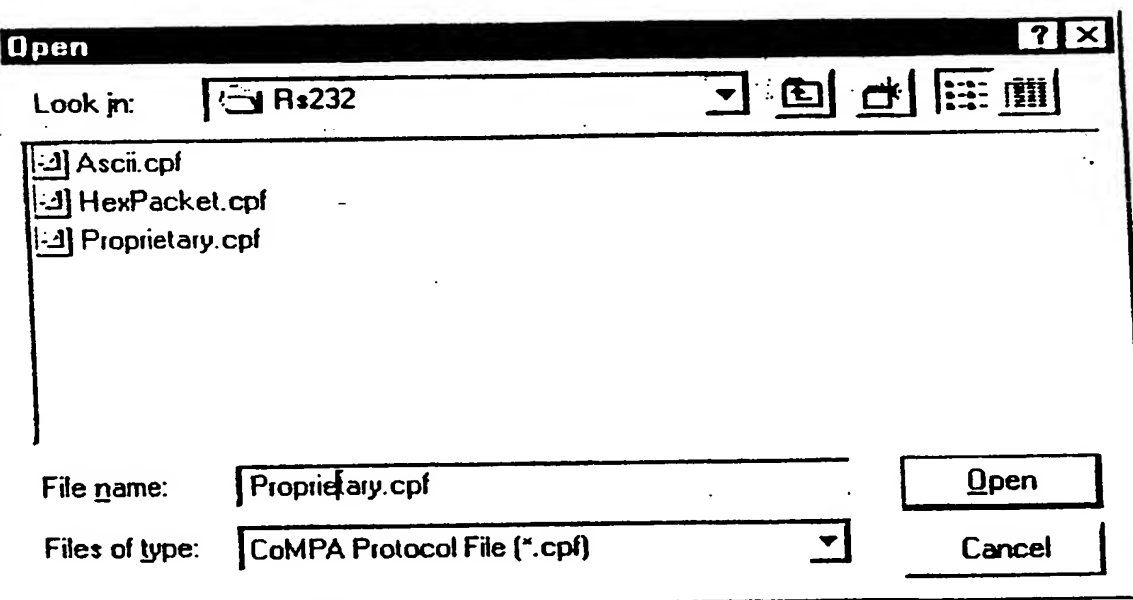 Open
Look in: Rs232
Ascii.cpf
HexPacket.cpf
Proprietary.cpf
File name: Proprietary.cpf Open
Files of type: CoMPA Protocol File (*.cpf) Cancel